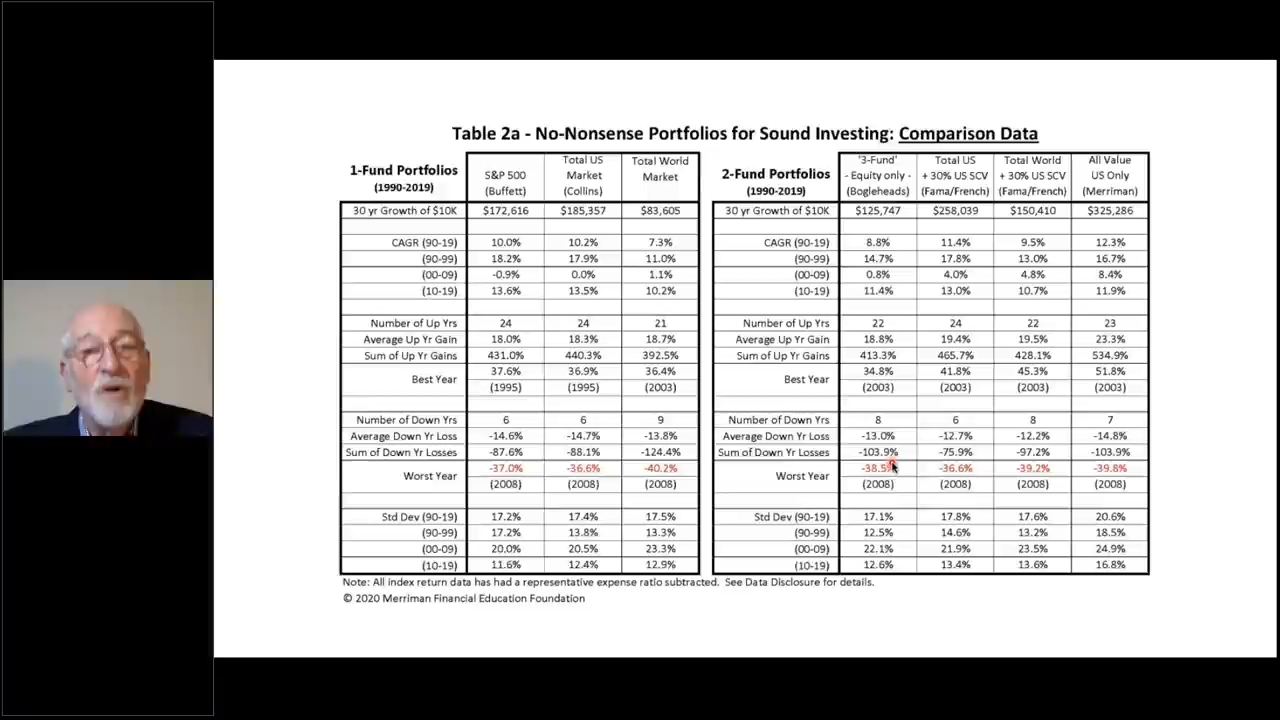 Table 2a - No-Nonsense Portfolios for Sound Investing: Comparison Data
1-Fund Portfolios
(1990-2019)
S&P 500
(Buffett)
Total US
Market
(Collins)
Total World
Market
30 yr Growth of $10K $172,616 $185,357 $83,605
CAGR (90-19) 10.0% 10.2% 7.3%
(90-99) 18.2% 17.9% 11.0%
(00-09) -0.9% 0.0% 1.1%
(10-19) 13.6% 13.5% 10.2%
Number of Up Yrs 24 24 21
Average Up Yr Gain 18.0% 18.3% 18.7%
Sum of Up Yr Gains 431.0% 440.3% 392.5%
Best Year 37.6% 36.9% 36.4%
(1995) (1995) (2003)
Number of Down Yrs 6 6 9
Average Down Yr Loss -14.6% -14.7% -13.8%
Sum of Down Yr Losses -87.6% -88.1% -124.4%
Worst Year -37.0% -36.6% -40.2%
(2008) (2008) (2008)
Std Dev (90-19) 17.2% 17.4% 17.5%
(90-99) 17.2% 13.8% 13.3%
(00-09) 20.0% 20.5% 23.3%
(10-19) 11.6% 12.4% 12.9%
2-Fund Portfolios
(1990-2019)
'3-Fund'
- Equity only -
(Bogleheads)
Total US
+ 30% US SCV
(Fama/French)
Total World
+ 30% US SCV
(Fama/French)
All Value
US Only
(Merriman)
30 yr Growth of $10K $125,747 $258,039 $150,410 $325,286
CAGR (90-19) 8.8% 11.4% 9.5% 12.3%
(90-99) 14.7% 17.8% 13.0% 16.7%
(00-09) 0.8% 4.0% 4.8% 8.4%
(10-19) 11.4% 13.0% 10.7% 11.9%
Number of Up Yrs 22 24 22 23
Average Up Yr Gain 18.8% 19.4% 19.5% 23.3%
Sum of Up Yr Gains 413.3% 465.7% 428.1% 534.9%
Best Year 34.8% 41.8% 45.3% 51.8%
(2003) (2003) (2003) (2003)
Number of Down Yrs 8 6 8 7
Average Down Yr Loss -13.0% -12.7% -12.2% -14.8%
Sum of Down Yr Losses -103.9% -75.9% -97.2% -103.9%
Worst Year -38.5% -36.6% -39.2% -39.8%
(2008) (2008) (2008) (2008)
Std Dev (90-19) 17.1% 17.8% 17.6% 20.6%
(90-99) 12.5% 14.6% 13.2% 18.5%
(00-09) 22.1% 21.9% 23.5% 24.9%
(10-19) 12.6% 13.4% 13.6% 16.8%
Note: All index return data has had a representative expense ratio subtracted. See Data Disclosure for details.
© 2020 Merriman Financial Education Foundation